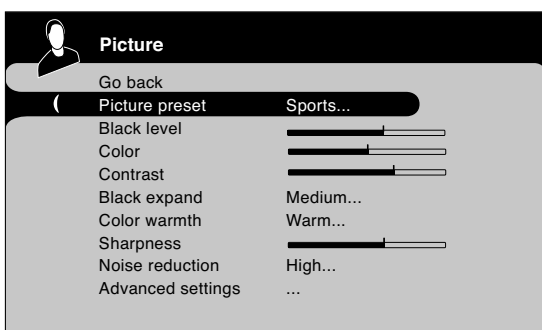 Picture
Go back
Picture preset Sports...
Black level
Color
Contrast
Black expand Medium...
Color warmth Warm...
Sharpness
Noise reduction High...
Advanced settings ...